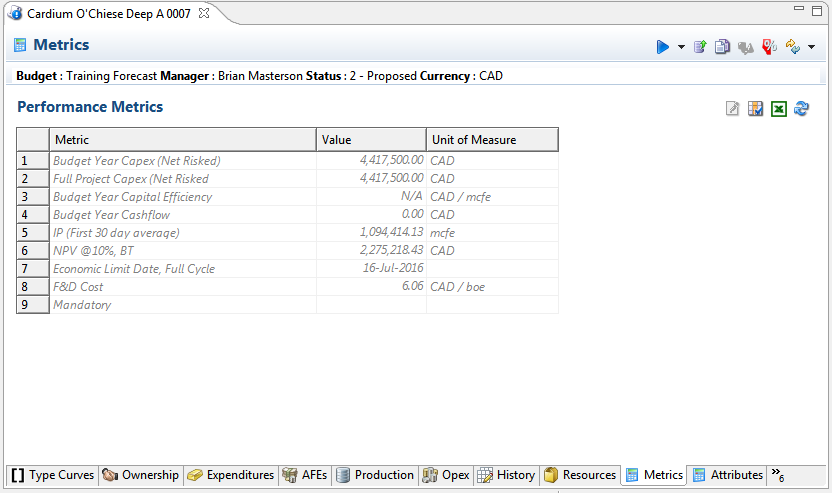 Cardium O'Chiese Deep A 0007
Metrics
Budget : Training Forecast Manager : Brian Masterson Status : 2 - Proposed Currency : CAD
Performance Metrics
Metric Value Unit of Measure
1 Budget Year Capex (Net Risked) 4,417,500.00 CAD
2 Full Project Capex (Net Risked 4,417,500.00 CAD
3 Budget Year Capital Efficiency N/A CAD / mcfe
4 Budget Year Cashflow 0.00 CAD
5 IP (First 30 day average) 1,094,414.13 mcfe
6 NPV @10%, BT 2,275,218.43 CAD
7 Economic Limit Date, Full Cycle 16-Jul-2016
8 F&D Cost 6.06 CAD / boe
9 Mandatory
Type Curves Ownership Expenditures AFEs Production Opex History Resources Metrics Attributes »6